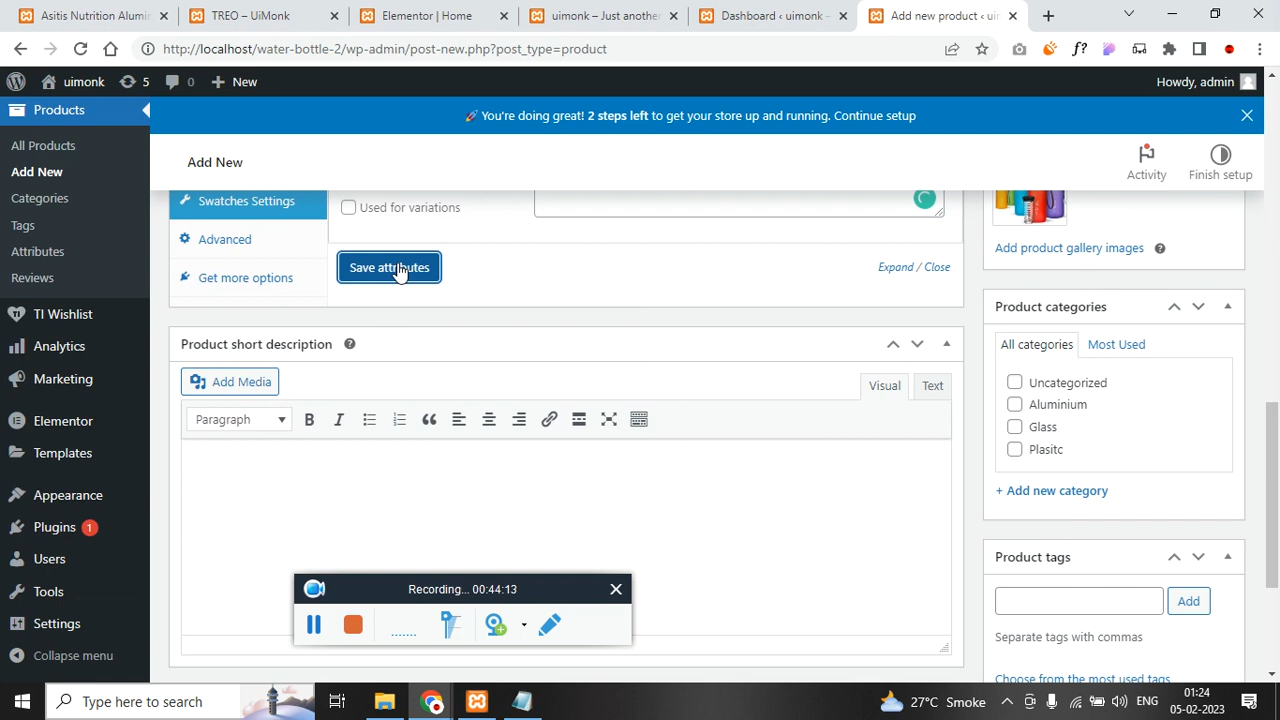 Asitis Nutrition Alumin
TREO – UiMonk
Elementor | Home
uimonk – Just another
Dashboard ‹ uimonk –
Add new product ‹ uim
http://localhost/water-bottle-2/wp-admin/post-new.php?post_type=product
uimonk
5
0
New
Howdy, admin
Products
🚀 You're doing great! 2 steps left to get your store up and running. Continue setup
All Products
Add New
Categories
Tags
Attributes
Reviews
TI Wishlist
Analytics
Marketing
Elementor
Templates
Appearance
Plugins 1
Users
Tools
Settings
Collapse menu
Add New
Activity
Finish setup
Swatches Settings
Advanced
Get more options
Used for variations
Save attributes
Expand / Close
Product short description
Add Media
Visual
Text
Paragraph
Recording... 00:44:13
Add product gallery images
Product categories
All categories
Most Used
Uncategorized
Aluminium
Glass
Plasitc
+ Add new category
Product tags
Add
Separate tags with commas
Choose from the most used tags
Type here to search
27°C Smoke
ENG
01:24
05-02-2023